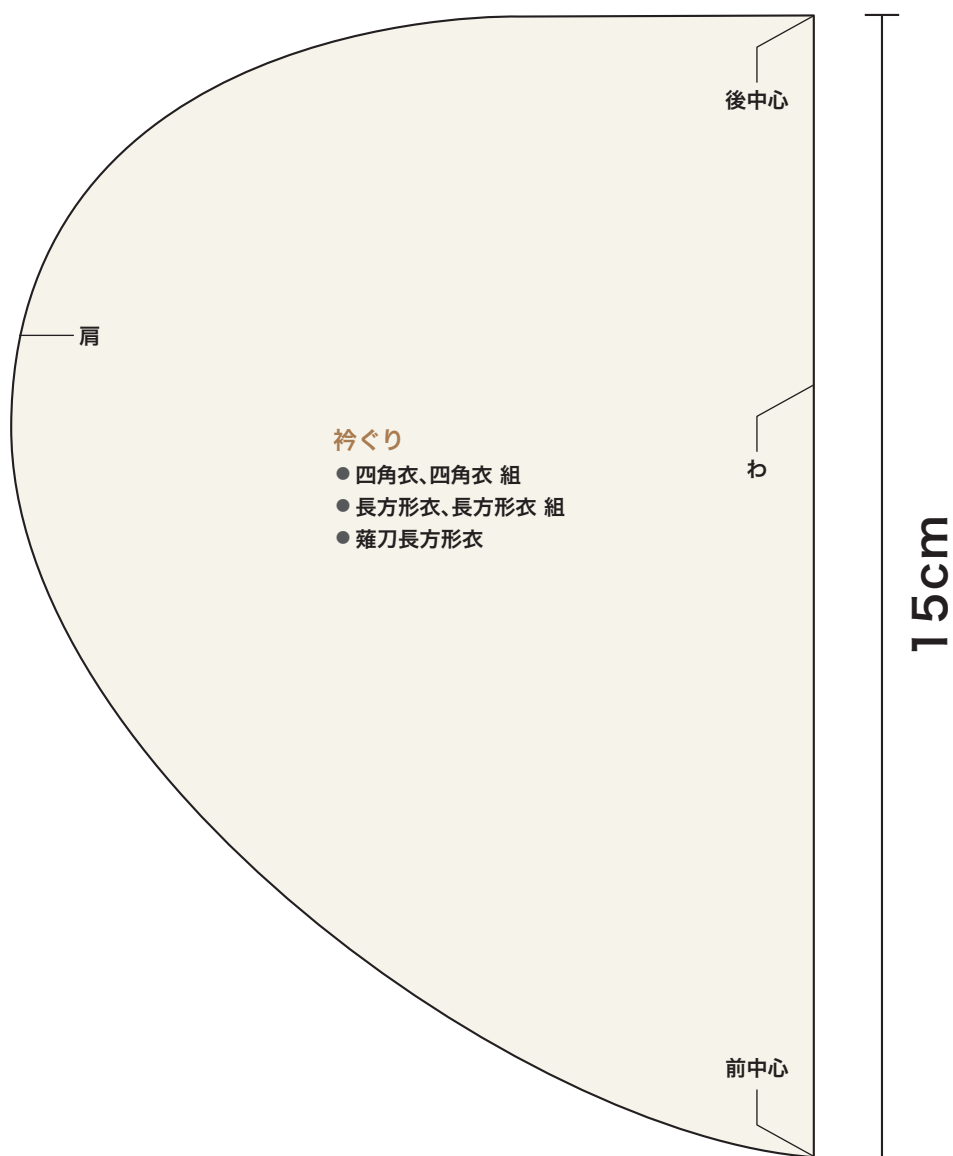 後中心
肩
衿ぐり
●四角衣、四角衣 組
●長方形衣、長方形衣 組
●薙刀長方形衣
わ
15cm
前中心